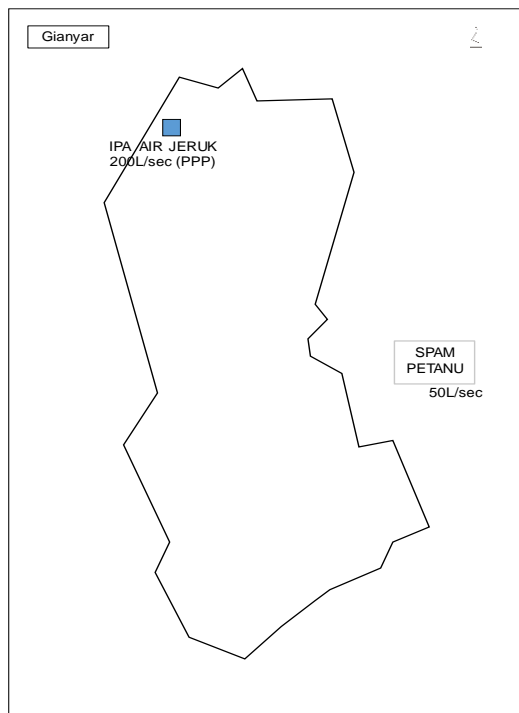 Gianyar
IPA AIR JERUK
200L/sec (PPP)
SPAM
PETANU
50L/sec